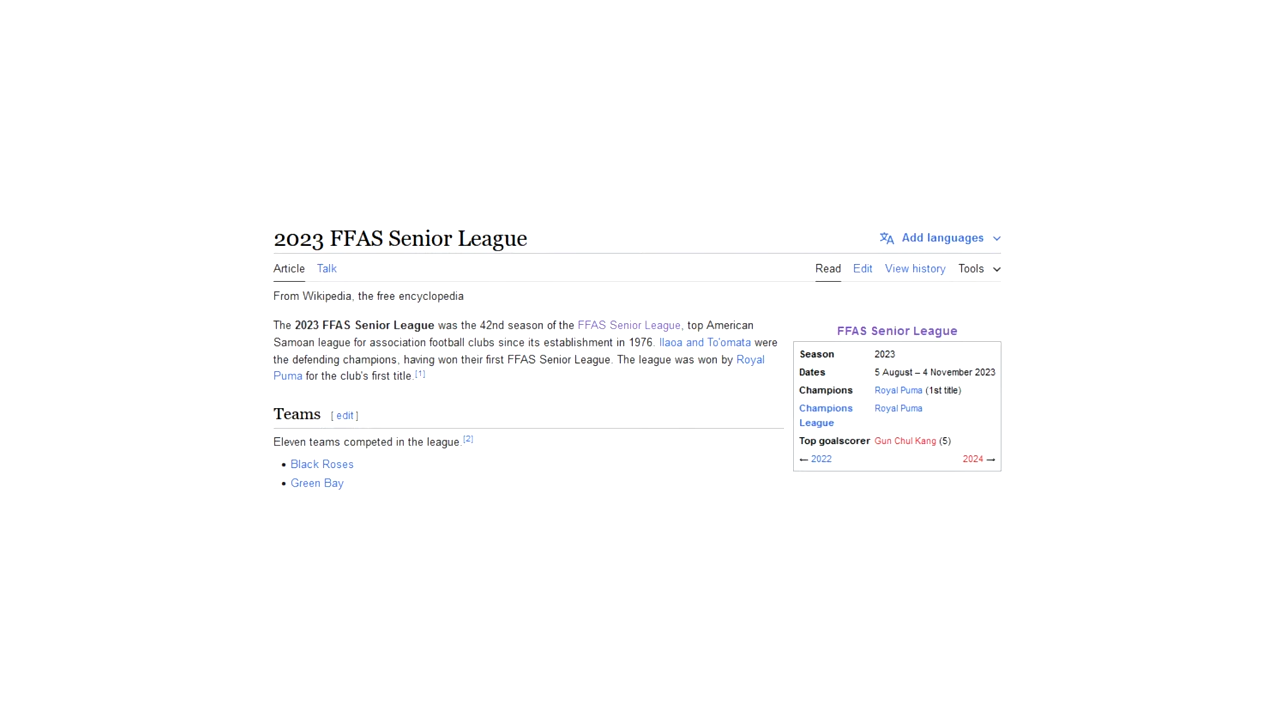 2023 FFAS Senior League
Add languages
Article Talk
Read Edit View history Tools
From Wikipedia, the free encyclopedia
The 2023 FFAS Senior League was the 42nd season of the FFAS Senior League, top American
Samoan league for association football clubs since its establishment in 1976. Ilaoa and To'omata were
the defending champions, having won their first FFAS Senior League. The league was won by Royal
Puma for the club's first title.[1]
FFAS Senior League
Season 2023
Dates 5 August – 4 November 2023
Champions Royal Puma (1st title)
Champions Royal Puma
League
Top goalscorer Gun Chul Kang (5)
← 2022 2024 →
Teams [ edit ]
Eleven teams competed in the league.[2]
• Black Roses
• Green Bay